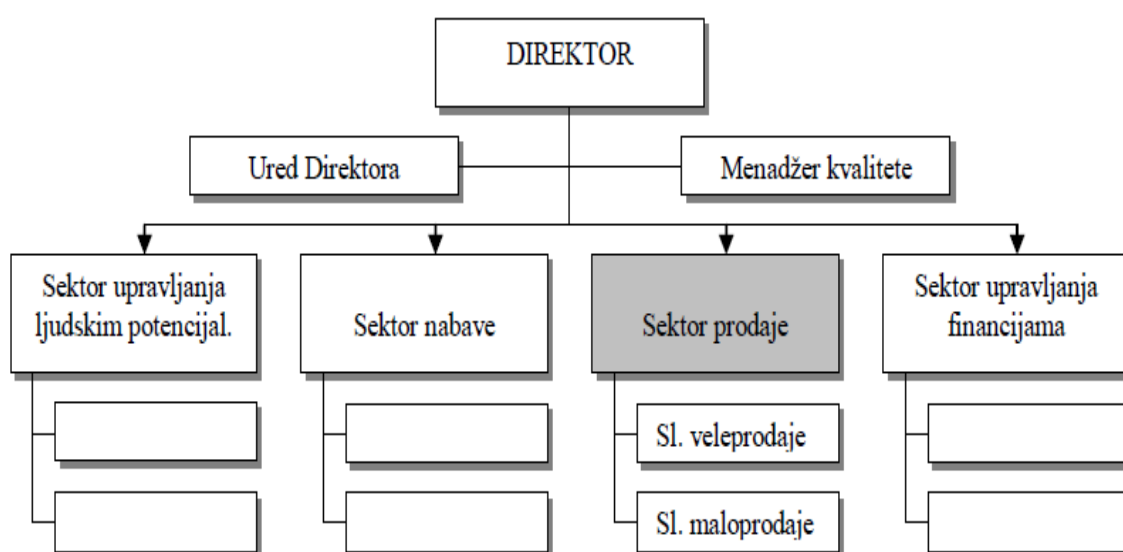 DIREKTOR
Ured Direktora
Menadžer kvalitete
Sektor upravljanja
ljudskim potencijal.
Sektor nabave
Sektor prodaje
Sektor upravljanja
financijama
Sl. veleprodaje
Sl. maloprodaje